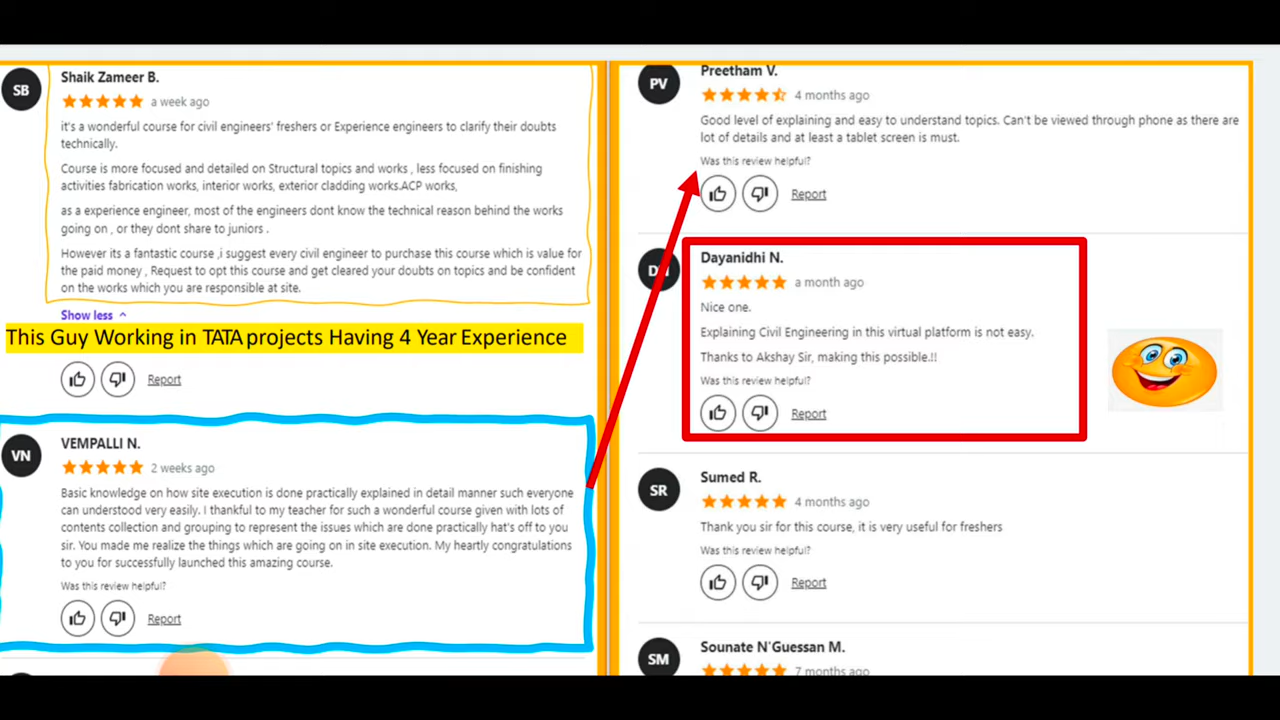 SB
Shaik Zameer B.
a week ago
it's a wonderful course for civil engineers' freshers or Experience engineers to clarify their doubts
technically.
Course is more focused and detailed on Structural topics and works , less focused on finishing
activities fabrication works, interior works, exterior cladding works.ACP works,
as a experience engineer, most of the engineers dont know the technical reason behind the works
going on , or they dont share to juniors .
However its a fantastic course ,i suggest every civil engineer to purchase this course which is value for
the paid money , Request to opt this course and get cleared your doubts on topics and be confident
on the works which you are responsible at site.
Show less
This Guy Working in TATA projects Having 4 Year Experience
Report
VN
VEMPALLI N.
2 weeks ago
Basic knowledge on how site execution is done practically explained in detail manner such everyone
can understood very easily. I thankful to my teacher for such a wonderful course given with lots of
contents collection and grouping to represent the issues which are done practically hat's off to you
sir. You made me realize the things which are going on in site execution. My heartly congratulations
to you for successfully launched this amazing course.
Was this review helpful?
Report
PV
Preetham V.
4 months ago
Good level of explaining and easy to understand topics. Can't be viewed through phone as there are
lot of details and at least a tablet screen is must.
Was this review helpful?
Report
Dayanidhi N.
a month ago
Nice one.
Explaining Civil Engineering in this virtual platform is not easy.
Thanks to Akshay Sir, making this possible.!!
Was this review helpful?
Report
SR
Sumed R.
4 months ago
Thank you sir for this course, it is very useful for freshers
Was this review helpful?
Report
SM
Sounate N'Guessan M.
7 months ago